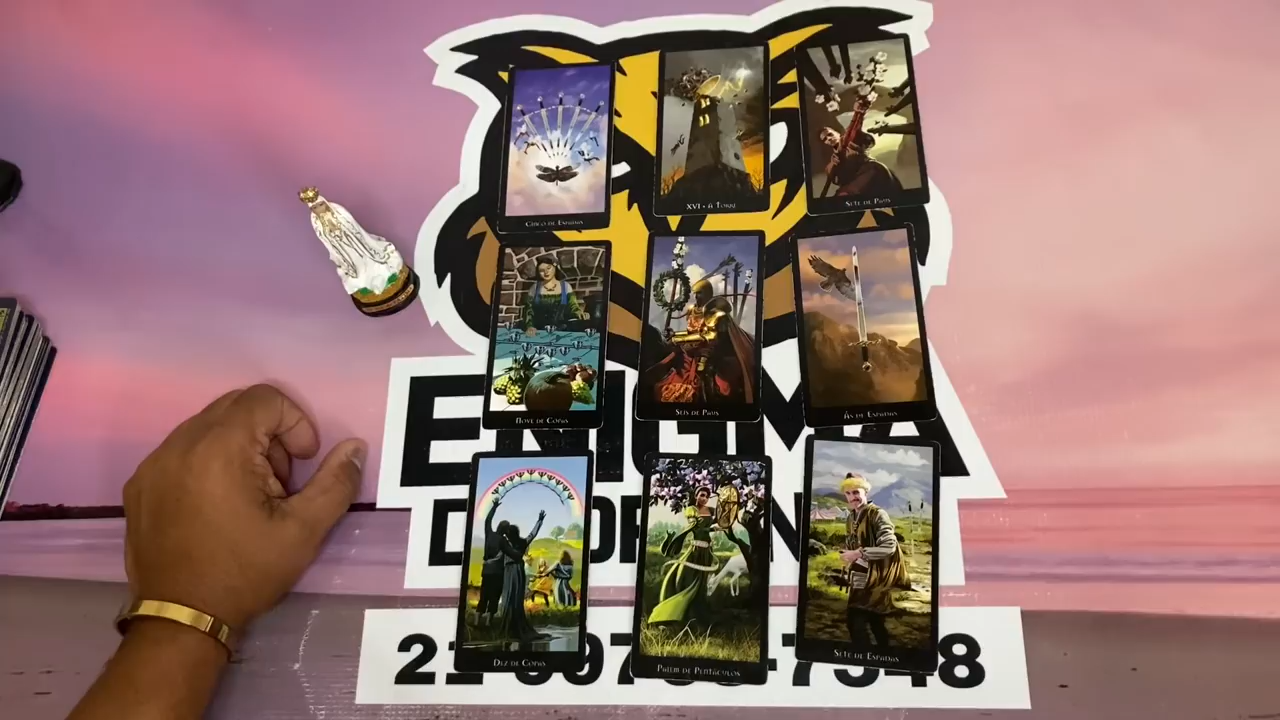 CINCO DE ESPADAS
XVI • A TORRE
SETE DE PAUS
NOVE DE COPAS
SEIS DE PAUS
ÁS DE ESPADAS
ENIGMA
DEZ DE COPAS
PAJEM DE PENTÁCULOS
SETE DE ESPADAS